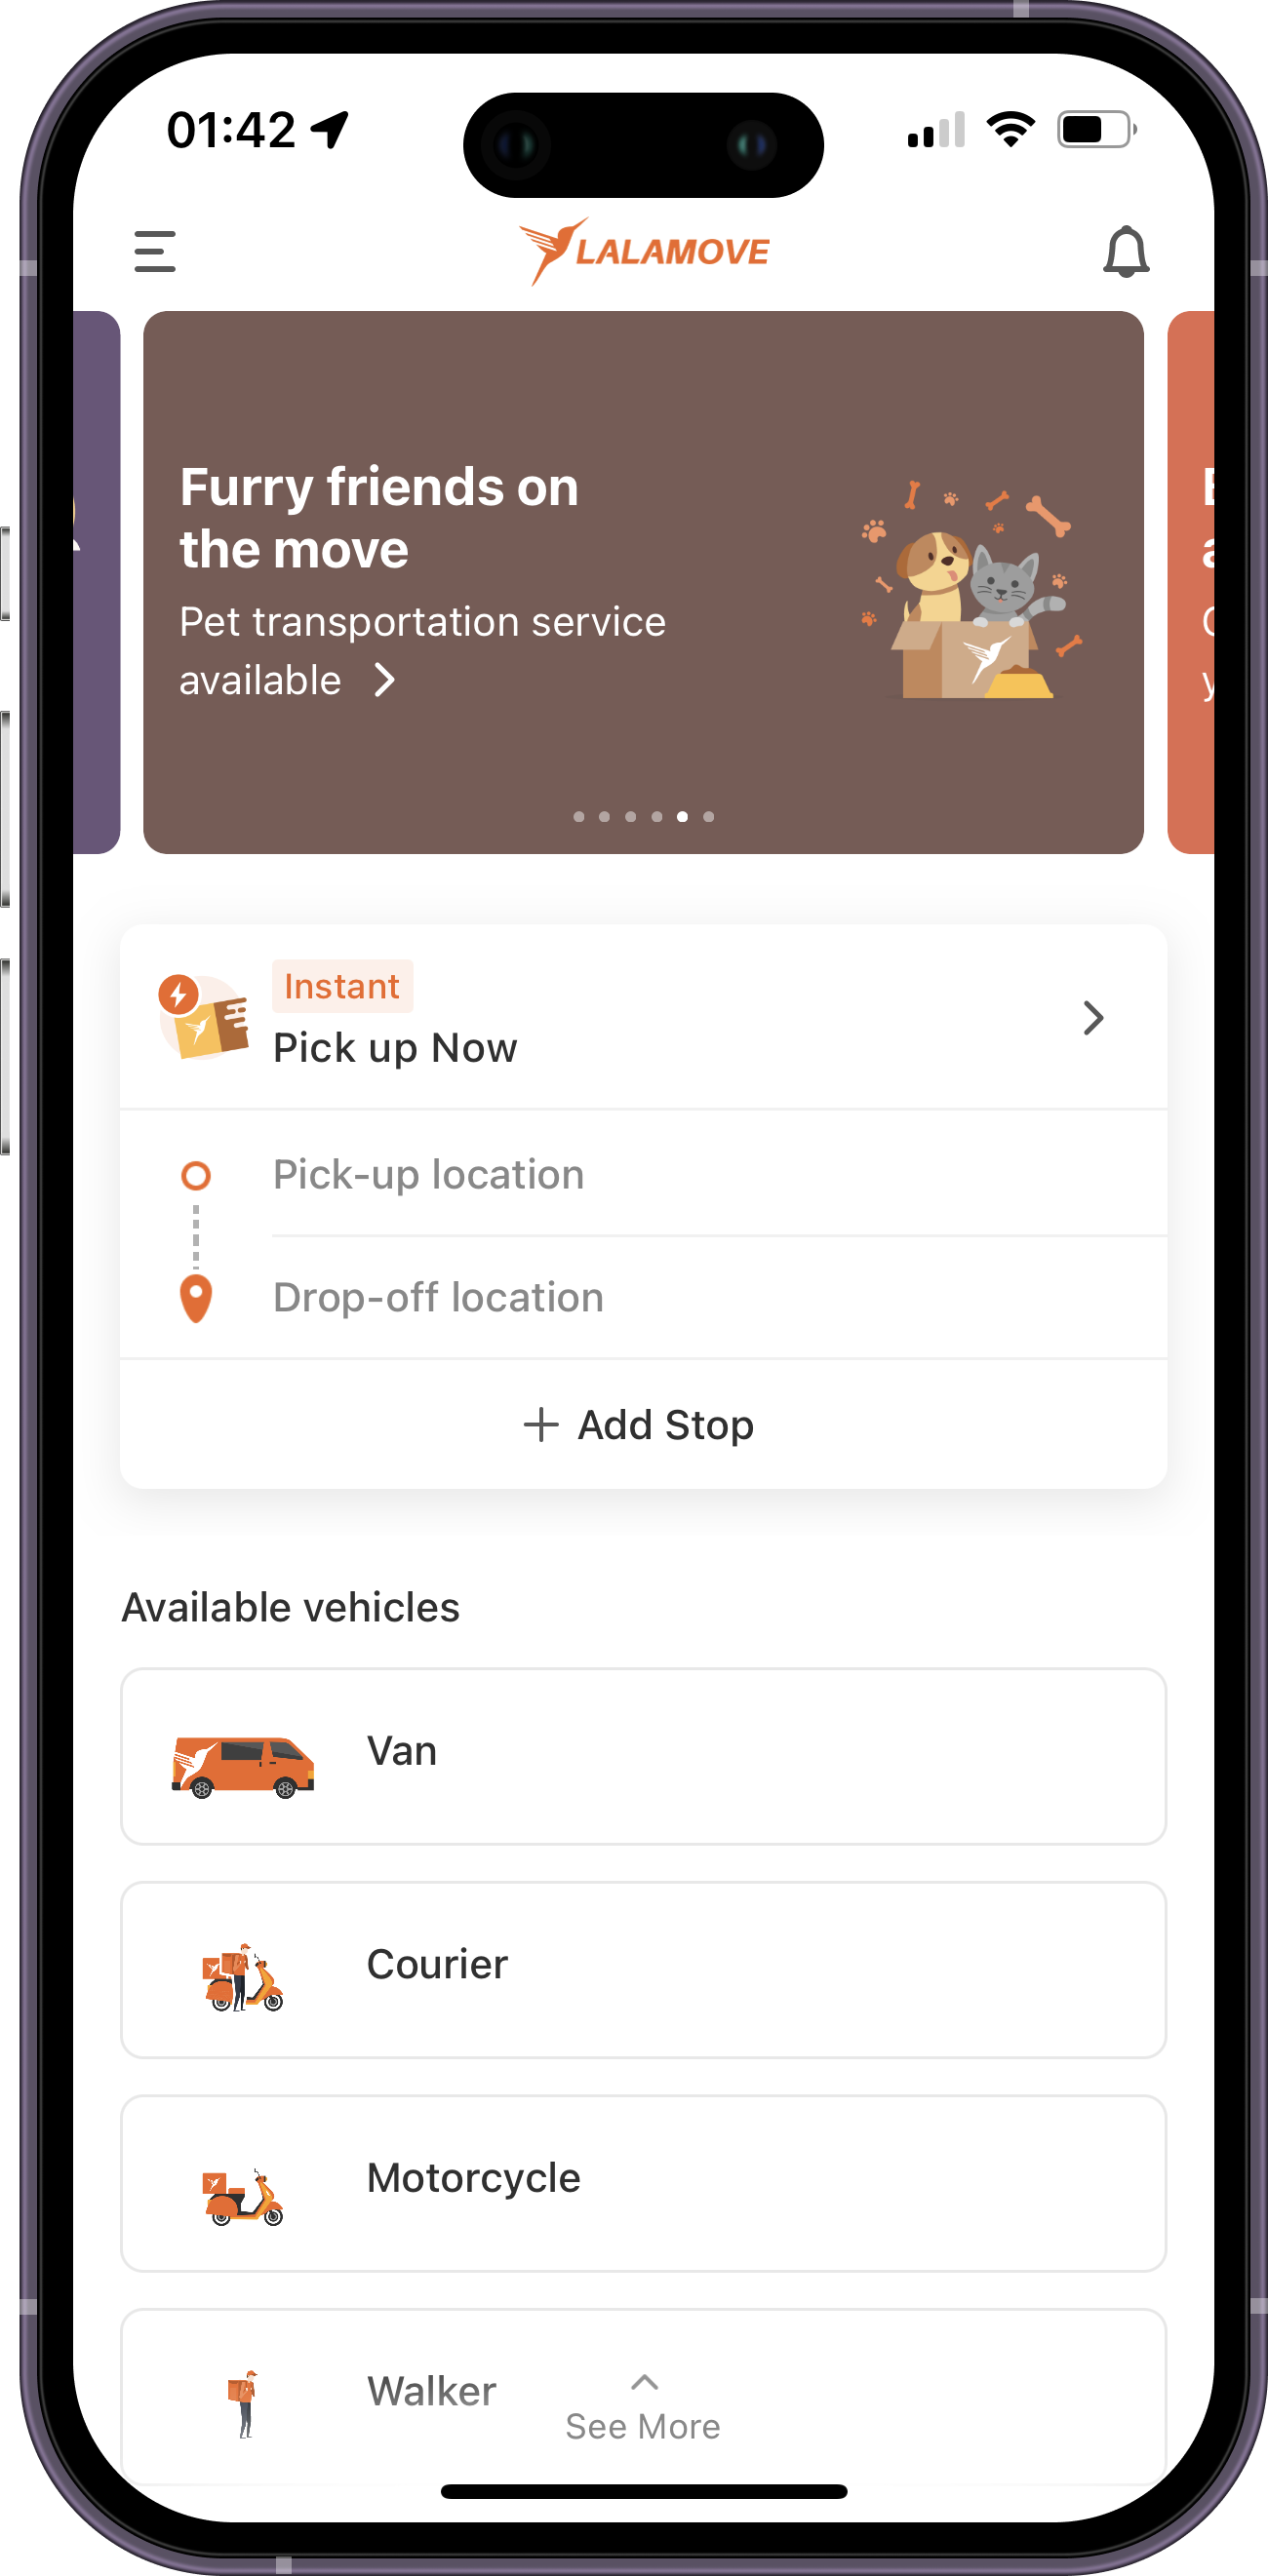 01:42
LALAMOVE
Furry friends on
the move
Pet transportation service
available
Instant
Pick up Now
Pick-up location
Drop-off location
Add Stop
Available vehicles
Van
Courier
Motorcycle
Walker
See More